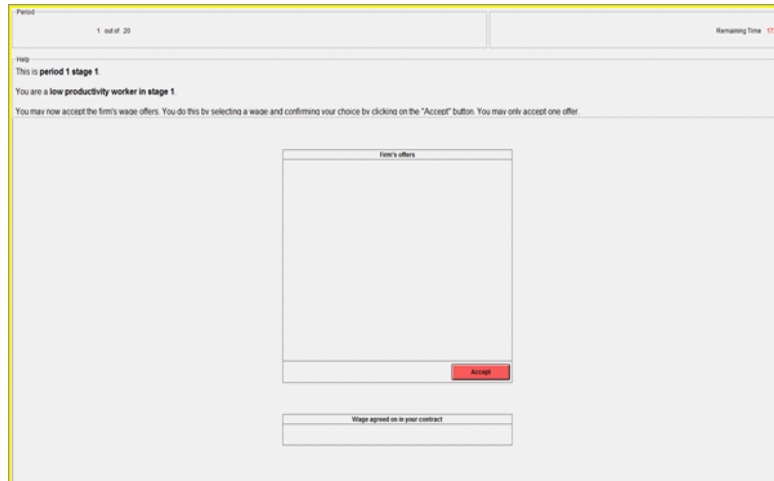 Period
1 out of 20
Remaining Time 17
Help
This is period 1 stage 1.
You are a low productivity worker in stage 1.
You may now accept the firm's wage offers. You do this by selecting a wage and confirming your choice by clicking on the "Accept" button. You may only accept one offer.
Firm's offers
Accept
Wage agreed on in your contract